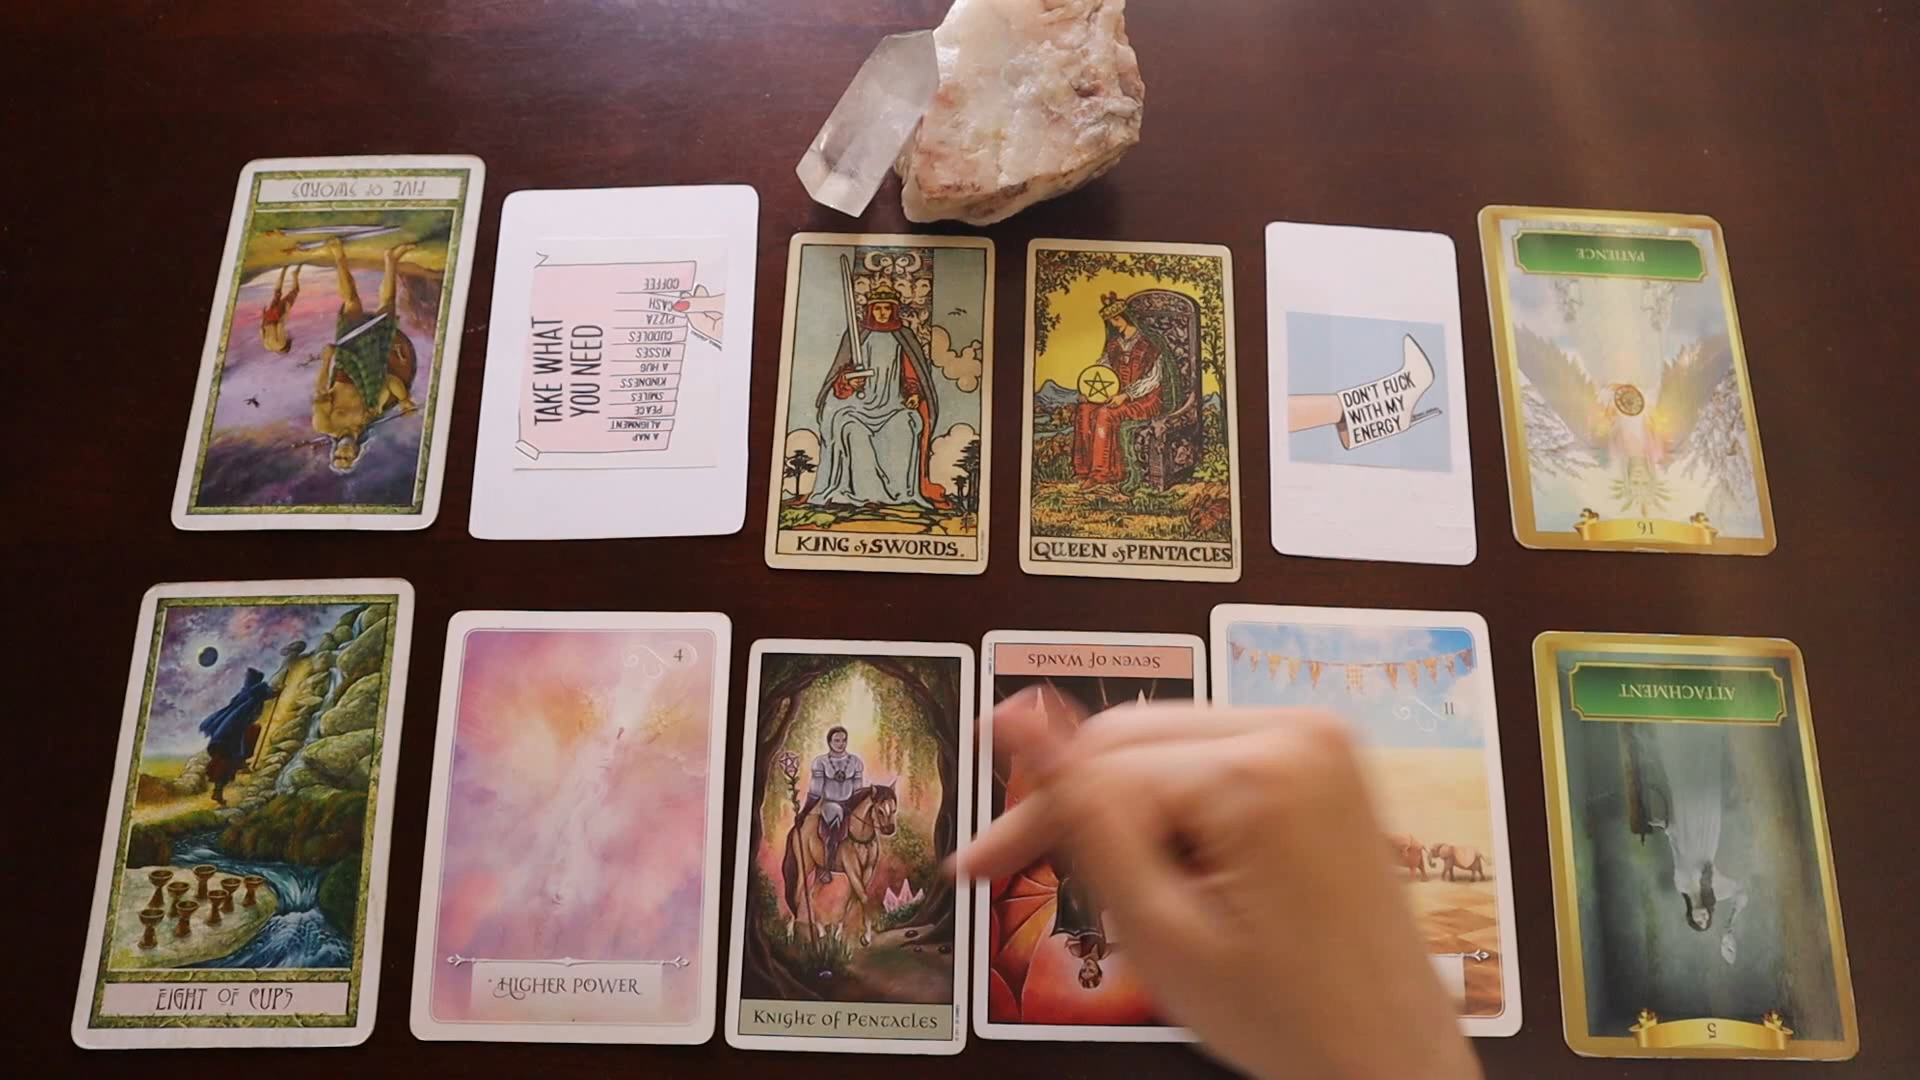 FIVE OF SWORDS
TAKE WHAT
YOU NEED
COFFEE
CASH
PIZZA
CUDDLES
KISSES
A HUG
KINDNESS
SMILES
PEACE
ALIGNMENT
A NAP
KING of SWORDS.
QUEEN of PENTACLES
DON'T FUCK
WITH MY
ENERGY
PATIENCE
16
EIGHT OF CUPS
4
HIGHER POWER
KNIGHT OF PENTACLES
SEVEN OF WANDS
11
ATTACHMENT
5